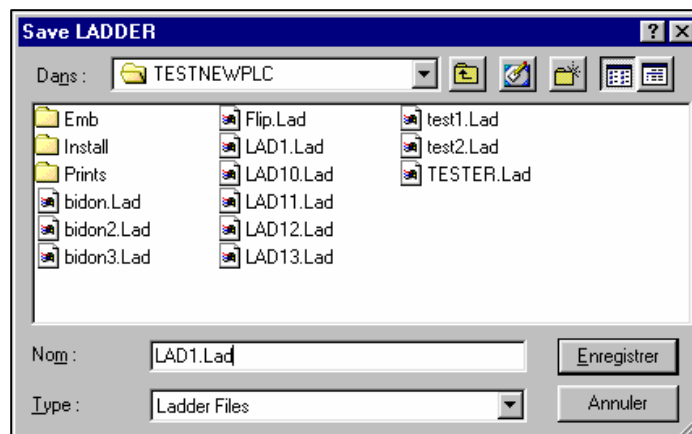 Save LADDER
Dans :
TESTNEWPLC
Emb
Install
Prints
bidon.Lad
bidon2.Lad
bidon3.Lad
Flip.Lad
LAD1.Lad
LAD10.Lad
LAD11.Lad
LAD12.Lad
LAD13.Lad
test1.Lad
test2.Lad
TESTER.Lad
Nom :
LAD1.Lad
Enregistrer
Type :
Ladder Files
Annuler